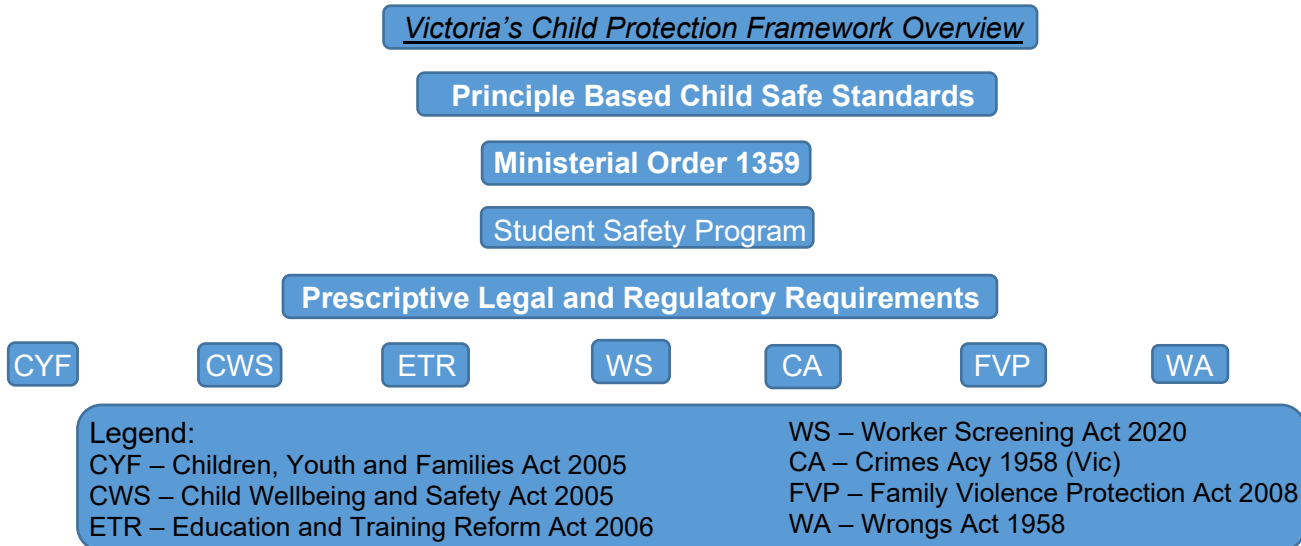 Victoria’s Child Protection Framework Overview
Principle Based Child Safe Standards
Ministerial Order 1359
Student Safety Program
Prescriptive Legal and Regulatory Requirements
CYF CWS ETR WS CA FVP WA
Legend:
CYF – Children, Youth and Families Act 2005
CWS – Child Wellbeing and Safety Act 2005
ETR – Education and Training Reform Act 2006
WS – Worker Screening Act 2020
CA – Crimes Acy 1958 (Vic)
FVP – Family Violence Protection Act 2008
WA – Wrongs Act 1958